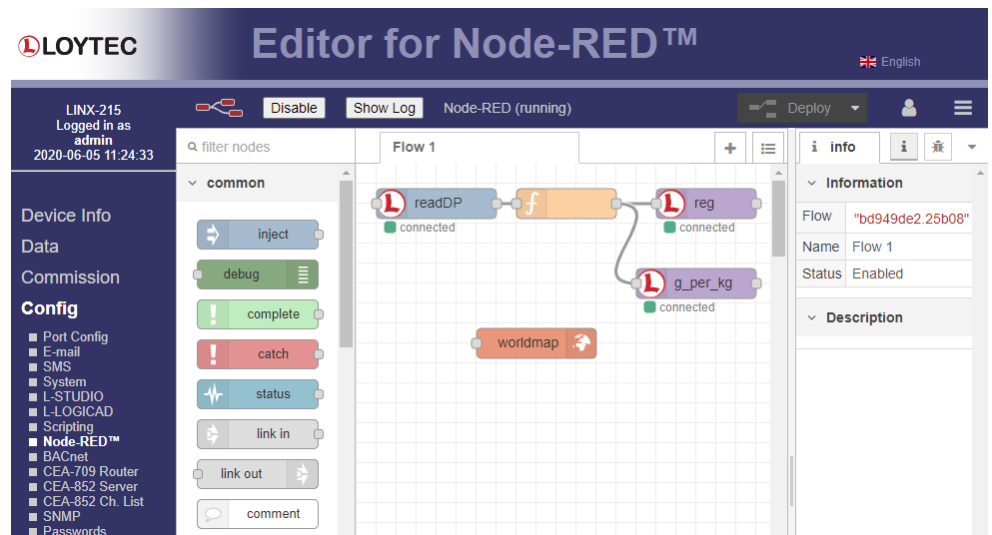 LOYTEC
Editor for Node-RED™
English
LINX-215
Logged in as
admin
2020-06-05 11:24:33
Disable
Show Log
Node-RED (running)
Deploy
filter nodes
Flow 1
i info
i
Device Info
Data
Commission
Config
Port Config
E-mail
SMS
System
L-STUDIO
L-LOGICAD
Scripting
Node-RED™
BACnet
CEA-709 Router
CEA-852 Server
CEA-852 Ch. List
SNMP
Passwords
common
inject
debug
complete
catch
status
link in
link out
comment
L readDP
connected
f
L reg
connected
L g_per_kg
connected
worldmap
Information
Flow "bd949de2.25b08"
Name Flow 1
Status Enabled
Description